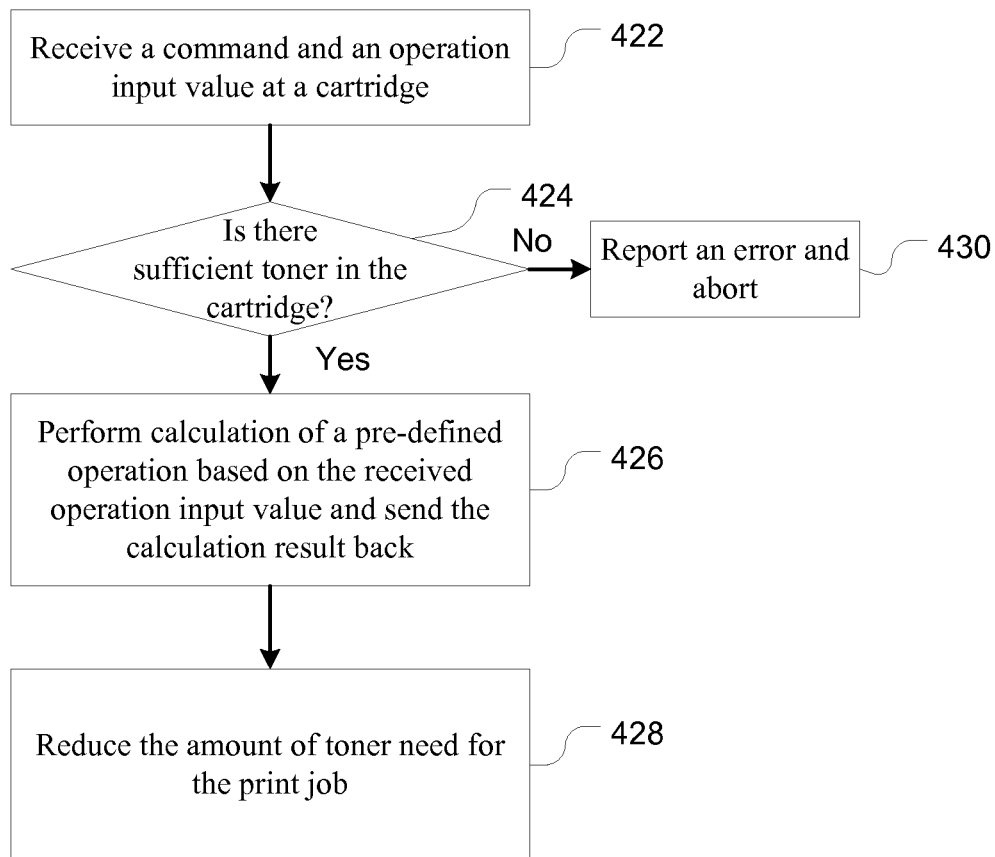 Receive a command and an operation
input value at a cartridge
422
Is there
sufficient toner in the
cartridge?
424
No
Report an error and
abort
430
Yes
Perform calculation of a pre-defined
operation based on the received
operation input value and send the
calculation result back
426
Reduce the amount of toner need for
the print job
428